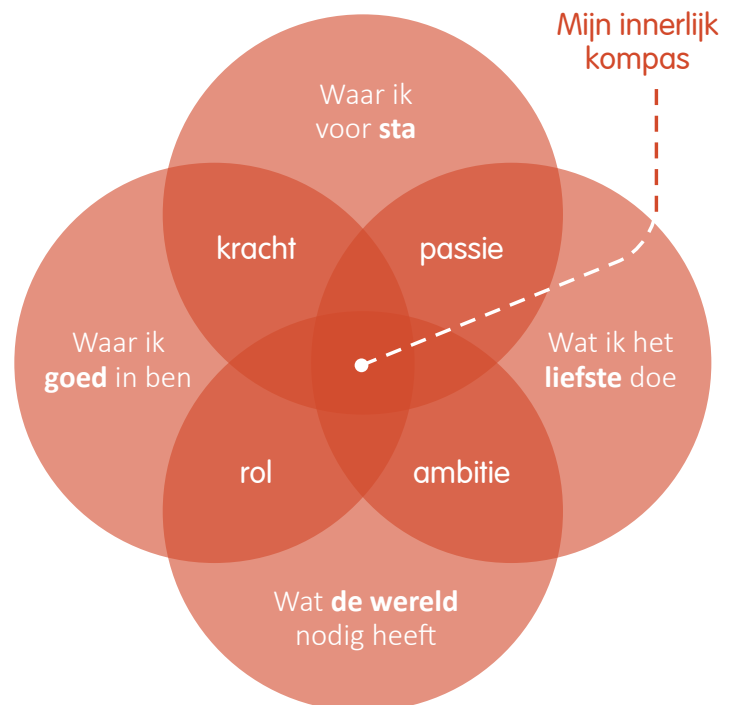 Mijn innerlijk
kompas
Waar ik
voor sta
kracht
passie
Waar ik
goed in ben
Wat ik het
liefste doe
rol
ambitie
Wat de wereld
nodig heeft